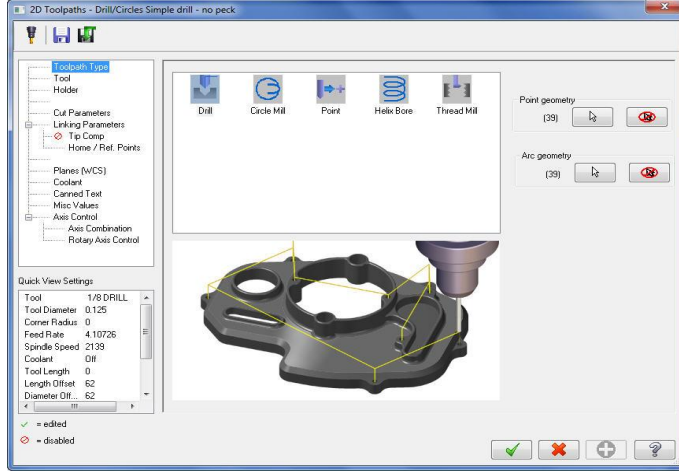 2D Toolpaths - Drill/Circles Simple drill - no peck
Toolpath Type
Tool
Holder
Cut Parameters
Linking Parameters
Tip Comp
Home / Ref. Points
Planes (WCS)
Coolant
Canned Text
Misc Values
Axis Control
Axis Combination
Rotary Axis Control
Drill
Circle Mill
Point
Helix Bore
Thread Mill
Point geometry
(39)
Arc geometry
(39)
Quick View Settings
Tool 1/8 DRILL
Tool Diameter 0.125
Corner Radius 0
Feed Rate 4.10726
Spindle Speed 2139
Coolant Off
Tool Length 0
Length Offset 62
Diameter Off... 62
= edited
= disabled